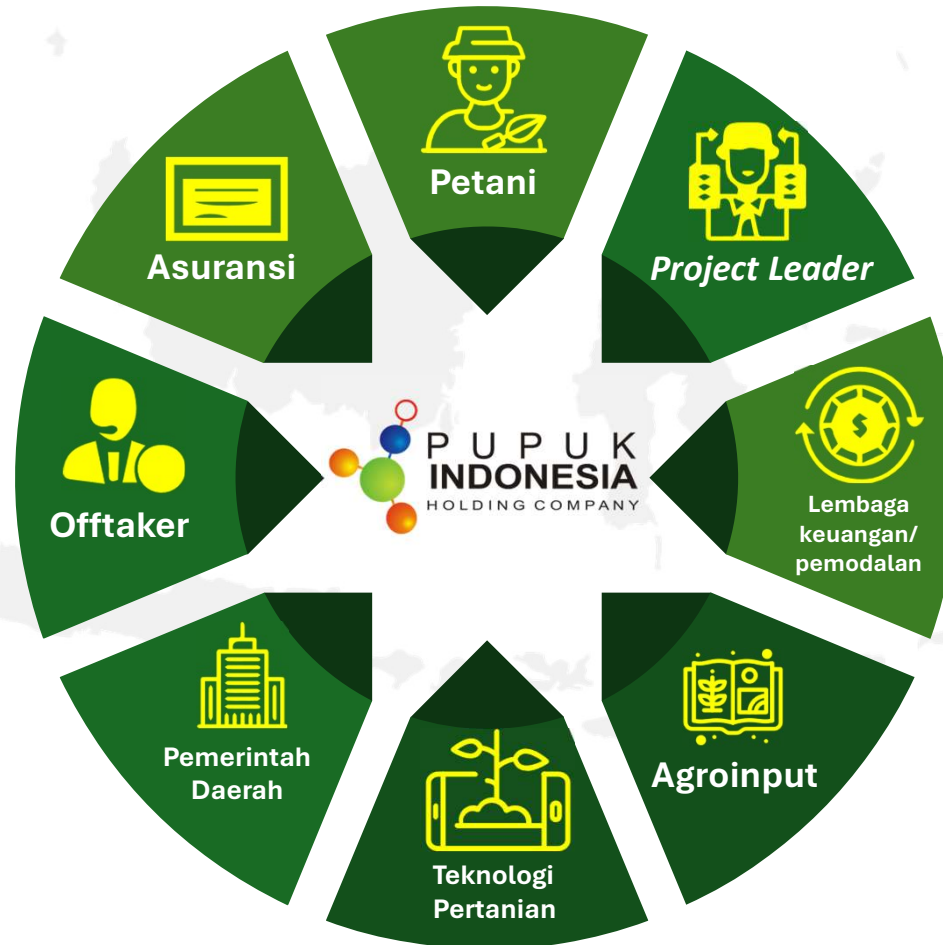 Petani
Project Leader
Lembaga
keuangan/
pemodalan
Agroinput
Teknologi
Pertanian
Pemerintah
Daerah
Offtaker
Asuransi
PUPUK
INDONESIA
HOLDING COMPANY
$